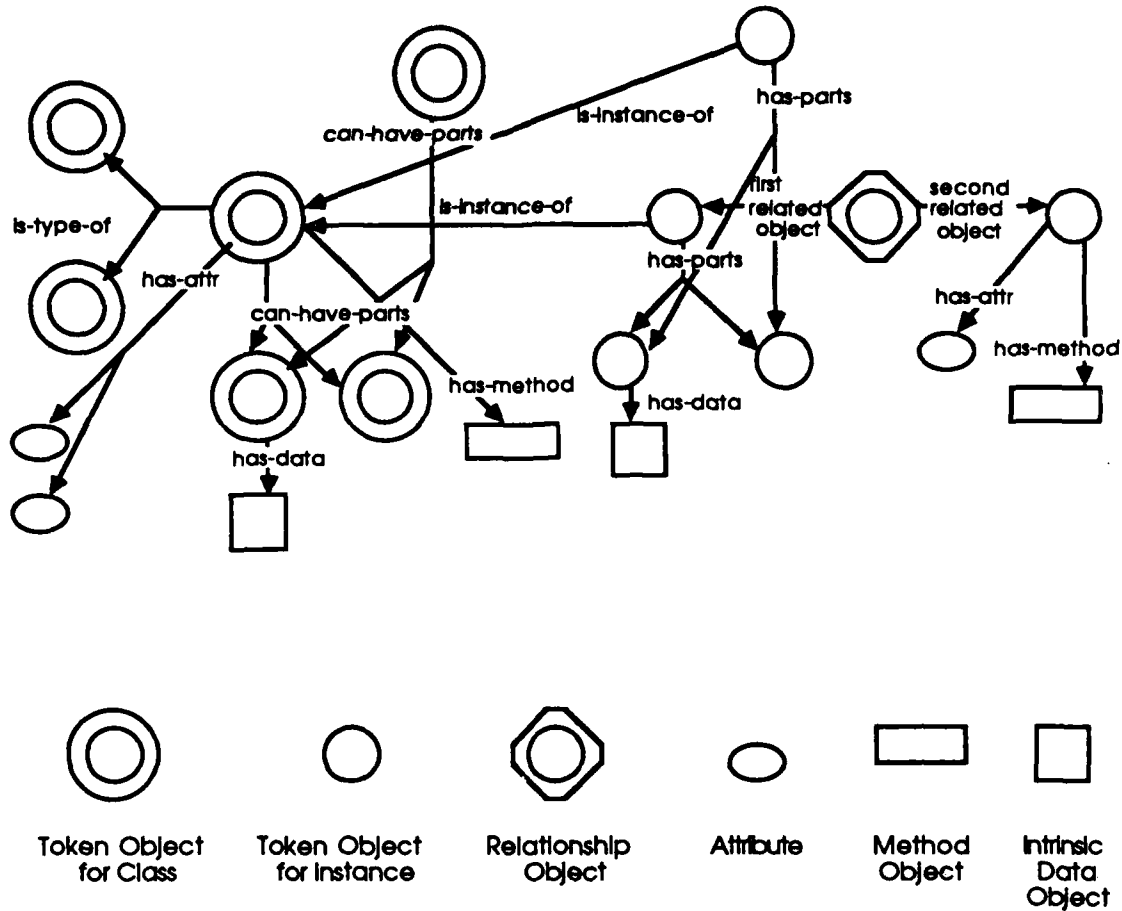 has-parts
is-instance-of
can-have-parts
first
related
object
second
related
object
is-instance-of
is-type-of
has-parts
has-attr
can-have-parts
has-attr
has-method
has-method
has-data
has-data
Token Object
for Class
Token Object
for Instance
Relationship
Object
Attribute
Method
Object
Intrinsic
Data
Object